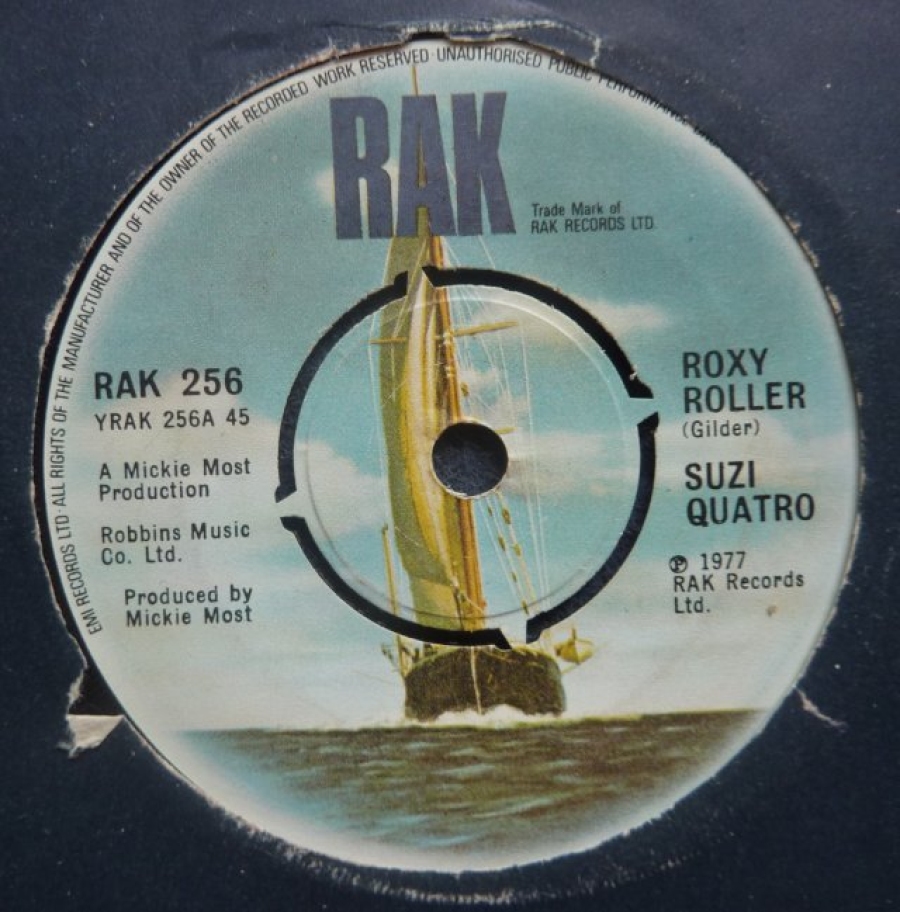 EMI RECORDS LTD·ALL RIGHTS OF THE MANUFACTURER AND OF THE OWNER OF THE RECORDED WORK RESERVED·UNAUTHORISED PUBLIC
RAK
Trade Mark of
RAK RECORDS LTD.
RAK 256
YRAK 256A 45
A Mickie Most
Production
Robbins Music
Co. Ltd.
Produced by
Mickie Most
ROXY
ROLLER
(Gilder)
SUZI
QUATRO
℗ 1977
RAK Records
Ltd.